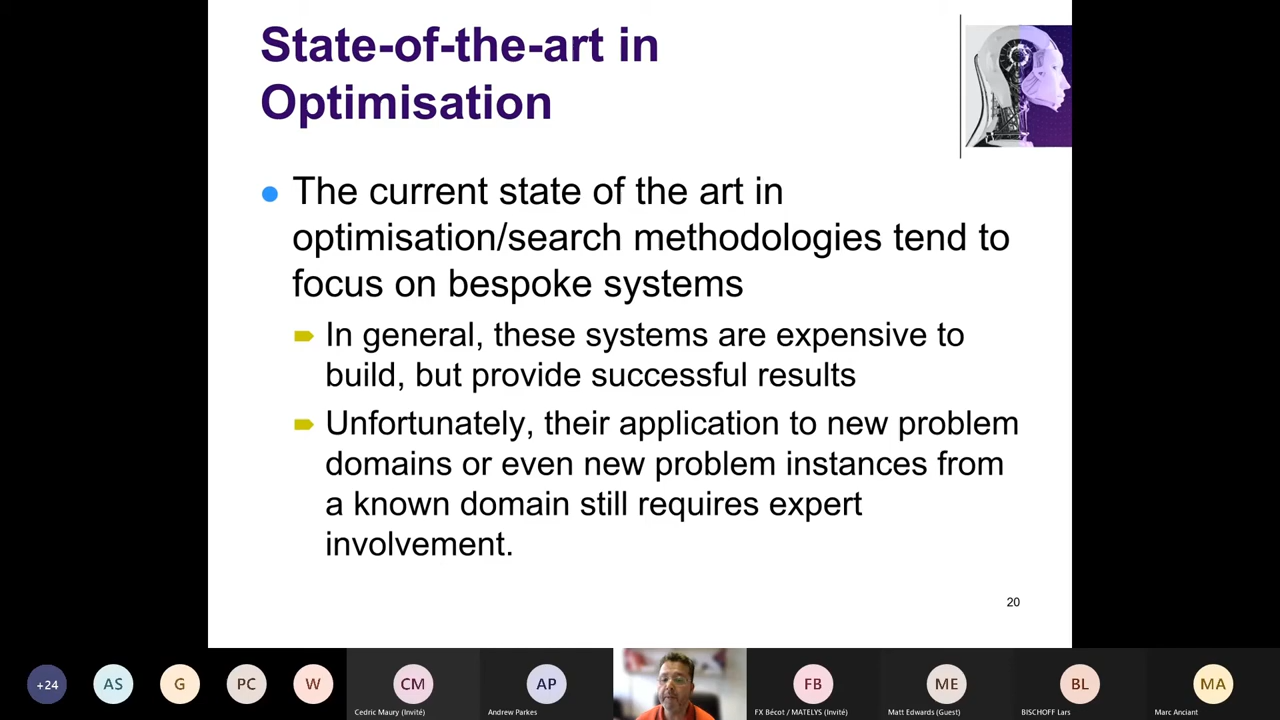 State-of-the-art in
Optimisation
The current state of the art in
optimisation/search methodologies tend to
focus on bespoke systems
In general, these systems are expensive to
build, but provide successful results
Unfortunately, their application to new problem
domains or even new problem instances from
a known domain still requires expert
involvement.
20
+24
AS
G
PC
W
CM
AP
FB
ME
BL
MA
Cedric Maury (Invité)
Andrew Parkes
FX Bécot / MATELYS (Invité)
Matt Edwards (Guest)
BISCHOFF Lars
Marc Anciant